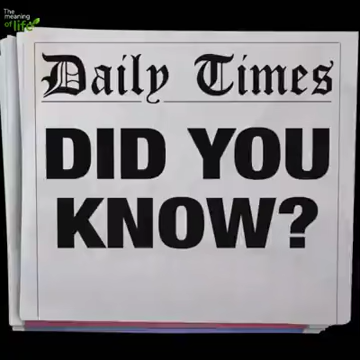 The
meaning
of life
Daily Times
DID YOU
KNOW?